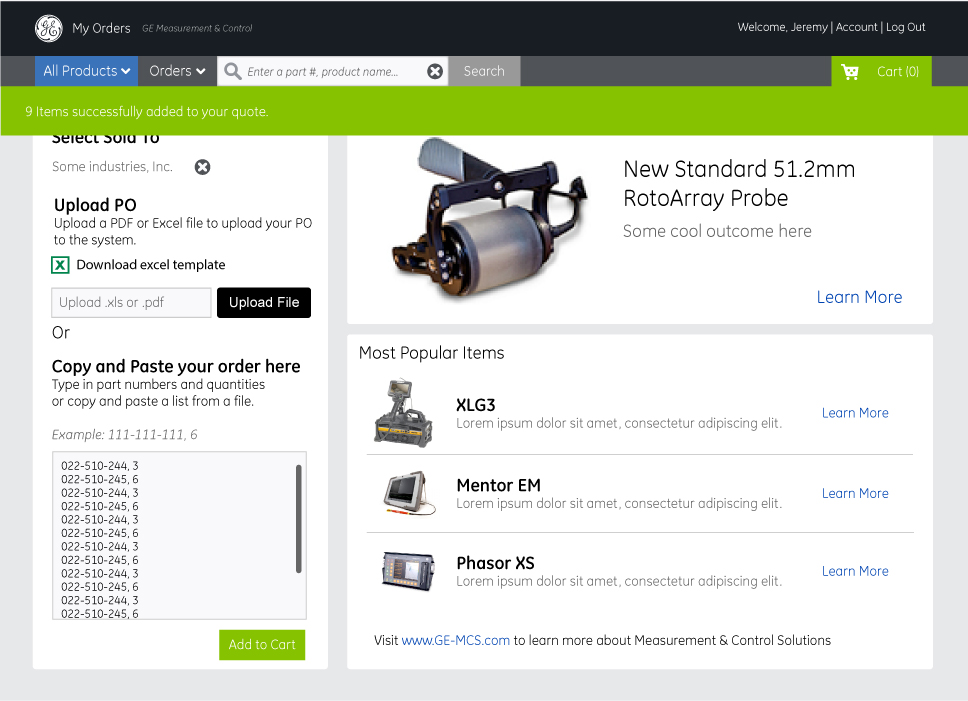 My Orders GE Measurement & Control
Welcome, Jeremy | Account | Log Out
All Products Orders Enter a part #, product name... Search Cart (0)
9 Items successfully added to your quote.
Select Sold To
Some industries, Inc.
Upload PO
Upload a PDF or Excel file to upload your PO
to the system.
Download excel template
Upload .xls or .pdf Upload File
Or
Copy and Paste your order here
Type in part numbers and quantities
or copy and paste a list from a file.
Example: 111-111-111, 6
022-510-244, 3
022-510-245, 6
022-510-244, 3
022-510-245, 6
022-510-244, 3
022-510-245, 6
022-510-244, 3
022-510-245, 6
022-510-244, 3
022-510-245, 6
022-510-244, 3
022-510-245, 6
Add to Cart
New Standard 51.2mm
RotoArray Probe
Some cool outcome here
Learn More
Most Popular Items
XLG3
Lorem ipsum dolor sit amet, consectetur adipiscing elit.
Learn More
Mentor EM
Lorem ipsum dolor sit amet, consectetur adipiscing elit.
Learn More
Phasor XS
Lorem ipsum dolor sit amet, consectetur adipiscing elit.
Learn More
Visit www.GE-MCS.com to learn more about Measurement & Control Solutions